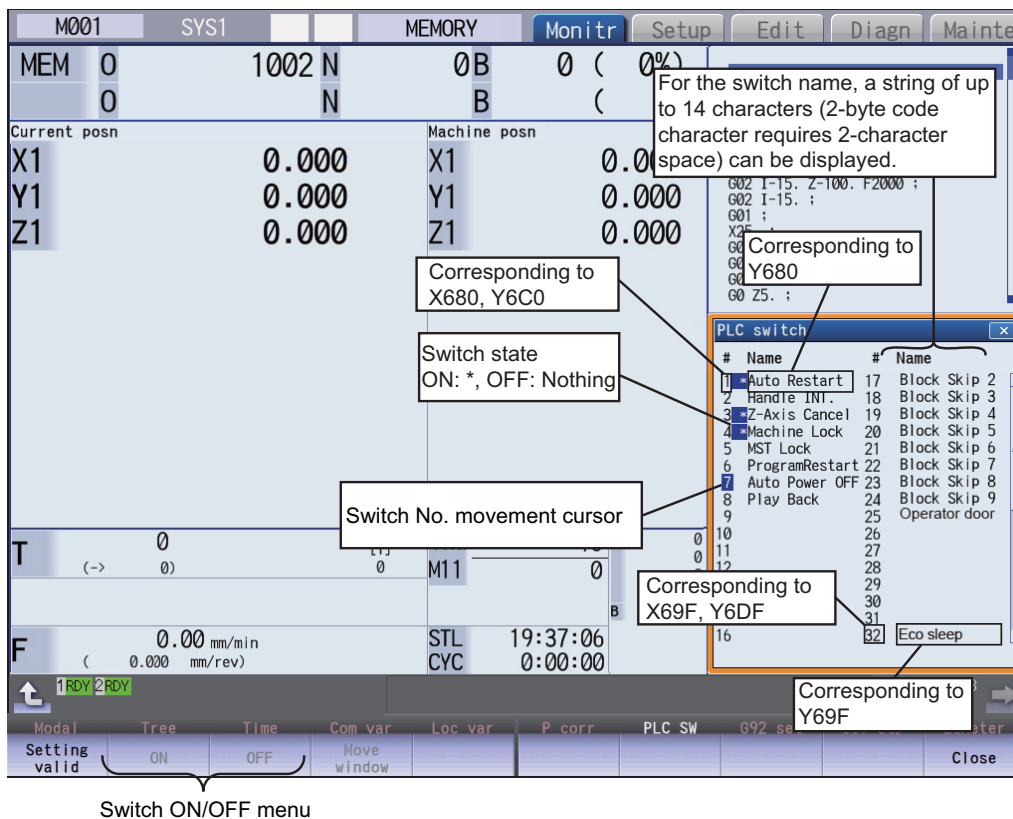 M001 SYS1 MEMORY Monitr Setup Edit Diagn Mainte
MEM O 1002 N 0 B 0 ( 0%)
O N B (
For the switch name, a string of up
to 14 characters (2-byte code
character requires 2-character
space) can be displayed.
Current posn
X1 0.000
Y1 0.000
Z1 0.000
Machine posn
X1 0.000
Y1 0.000
Z1 0.000
G02 I-15. Z-100. F2000 ;
G02 I-15. ;
G01 ;
G0 Z5. ;
Corresponding to
Y680
Corresponding to
X680, Y6C0
Switch state
ON: *, OFF: Nothing
Switch No. movement cursor
PLC switch ×
# Name # Name
1 *Auto Restart 17 Block Skip 2
2 Handle INT. 18 Block Skip 3
3 *Z-Axis Cancel 19 Block Skip 4
4 *Machine Lock 20 Block Skip 5
5 MST Lock 21 Block Skip 6
6 ProgramRestart 22 Block Skip 7
7 Auto Power OFF 23 Block Skip 8
8 Play Back 24 Block Skip 9
9 25 Operator door
10 26
11 27
12 28
29
30
31
16 32 Eco sleep
Corresponding to
X69F, Y6DF
Corresponding to
Y69F
T 0
(-> 0)
0
M11 0
0
0
B
F 0.00 mm/min
( 0.000 mm/rev)
STL 19:37:06
CYC 0:00:00
1 RDY 2 RDY
Modal Tree Time Com var Loc var P corr PLC SW G92 set
Setting valid ON OFF Move window Close
Switch ON/OFF menu